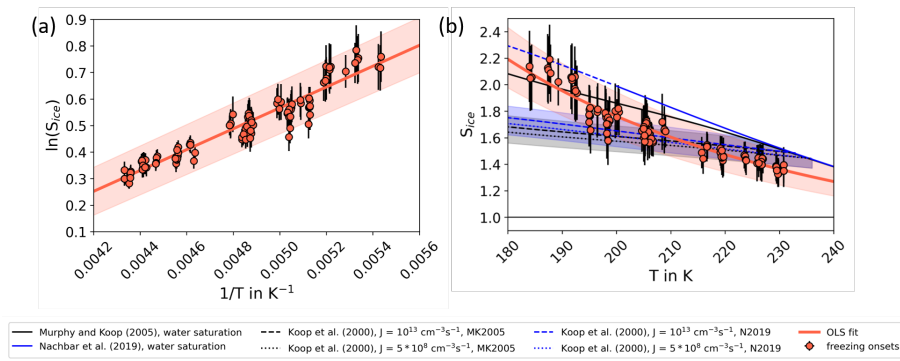 (a)
0.9
0.8
0.7
0.6
0.5
0.4
0.3
0.2
0.1
ln(S_ice)
0.0042
0.0044
0.0046
0.0048
0.0050
0.0052
0.0054
0.0056
1/T in K⁻¹
(b)
2.4
2.2
2.0
1.8
1.6
1.4
1.2
1.0
S_ice
180
190
200
210
220
230
240
T in K
Murphy and Koop (2005), water saturation
Nachbar et al. (2019), water saturation
Koop et al. (2000), J = 10¹³ cm⁻³s⁻¹, MK2005
Koop et al. (2000), J = 5 * 10⁸ cm⁻³s⁻¹, MK2005
Koop et al. (2000), J = 10¹³ cm⁻³s⁻¹, N2019
Koop et al. (2000), J = 5 * 10⁸ cm⁻³s⁻¹, N2019
OLS fit
freezing onsets